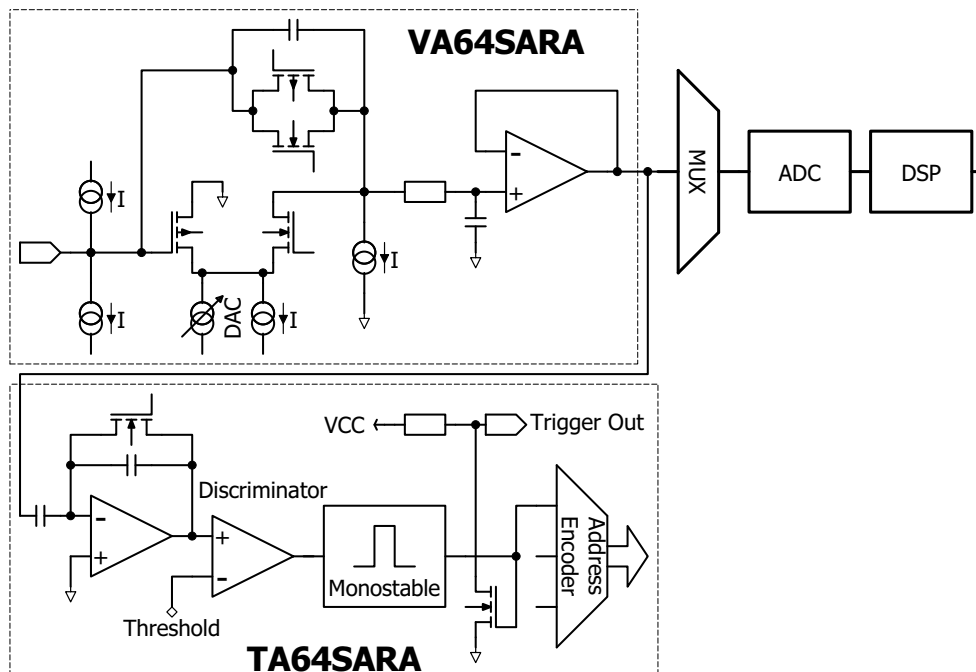 VA64SARA
MUX
ADC
DSP
I
I
I
I
DAC
-
+
VCC
Trigger Out
Discriminator
-
+
+
-
Monostable
Address
Encoder
Threshold
TA64SARA